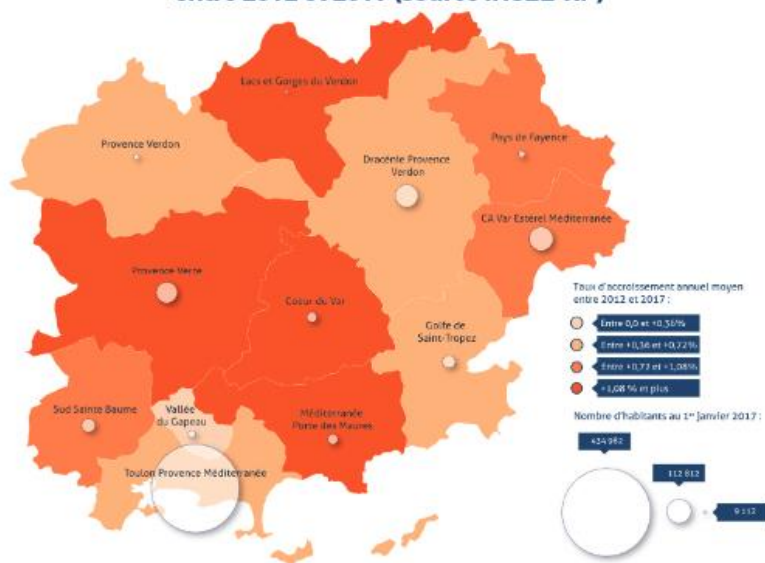 Lacs et Gorges du Verdon
Provence Verdon
Pays de Fayence
Dracénie Provence
Verdon
CA Var Estérel Méditerranée
Provence Verte
Coeur du Var
Golfe de
Saint-Tropez
Sud Sainte Baume
Vallée
du Gapeau
Méditerranée
Porte des Maures
Toulon Provence Méditerranée
Taux d'accroissement annuel moyen
entre 2012 et 2017 :
Entre 0,0 et +0,36%
Entre +0,36 et +0,72%
Entre +0,72 et +1,08%
+1,08 % et plus
Nombre d'habitants au 1er janvier 2017 :
434 982
112 812
9 112